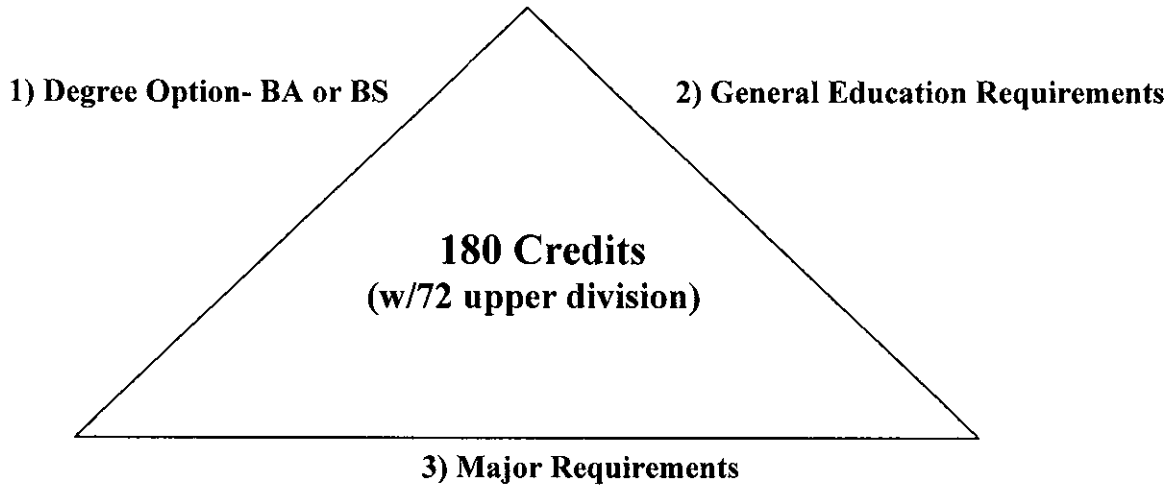 1) Degree Option- BA or BS
2) General Education Requirements
180 Credits
(w/72 upper division)
3) Major Requirements